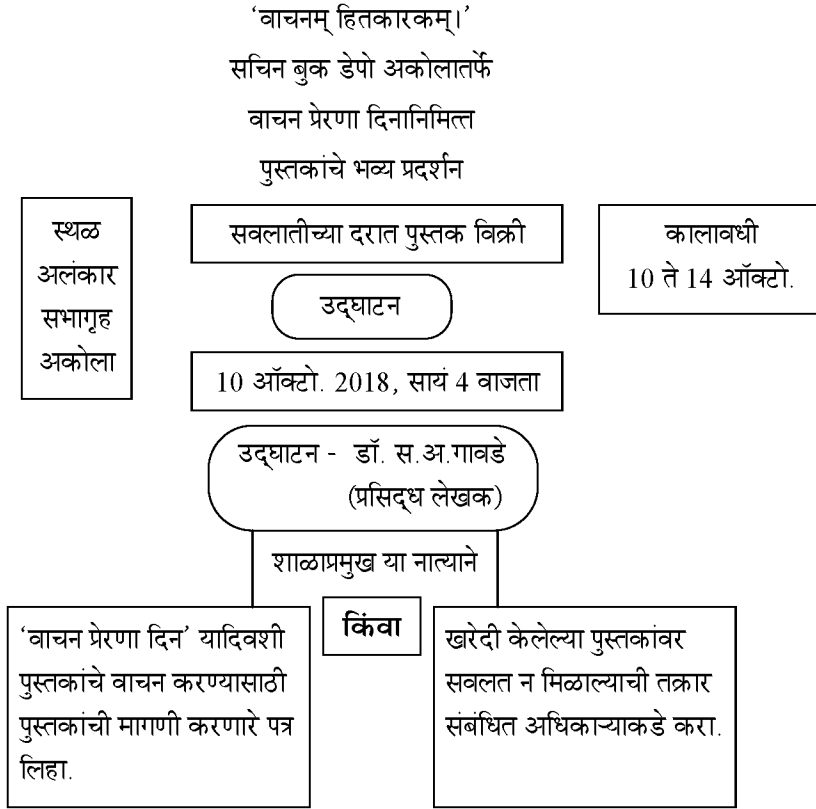 ‘वाचनम् हितकारकम्।’
सचिन बुक डेपो अकोलातर्फे
वाचन प्रेरणा दिनानिमित्त
पुस्तकांचे भव्य प्रदर्शन
स्थळ
अलंकार
सभागृह
अकोला
सवलातीच्या दरात पुस्तक विक्री
कालावधी
10 ते 14 ऑक्टो.
उद्‌घाटन
10 ऑक्टो. 2018, सायं 4 वाजता
उद्‌घाटन - डॉ. स.अ.गावडे
(प्रसिद्ध लेखक)
शाळाप्रमुख या नात्याने
‘वाचन प्रेरणा दिन’ यादिवशी
पुस्तकांचे वाचन करण्यासाठी
पुस्तकांची मागणी करणारे पत्र
लिहा.
किंवा
खरेदी केलेल्या पुस्तकांवर
सवलत न मिळाल्याची तक्रार
संबंधित अधिकाऱ्याकडे करा.